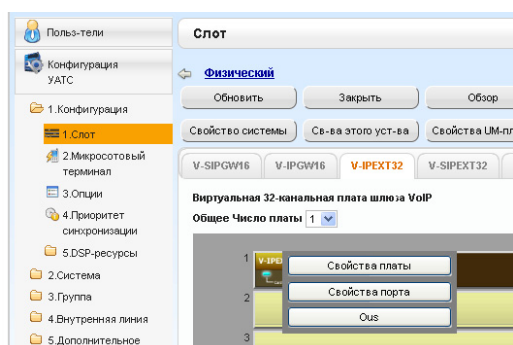 Польз-тели
Слот
Конфигурация
УАТС
Физический
Обновить
Закрыть
Обзор
1.Конфигурация
1.Слот
Свойство системы
Св-ва этого уст-ва
Свойства UM-пл
2.Микросотовый
терминал
V-SIPGW16
V-IPGW16
V-IPEXT32
V-SIPEXT32
3.Опции
Виртуальная 32-канальная плата шлюза VoIP
4.Приоритет
синхронизации
Общее Число платы 1
5.DSP-ресурсы
1
V-IPE
Свойства платы
2.Система
Свойства порта
3.Группа
2
Ous
4.Внутренняя линия
3
5.Дополнительное